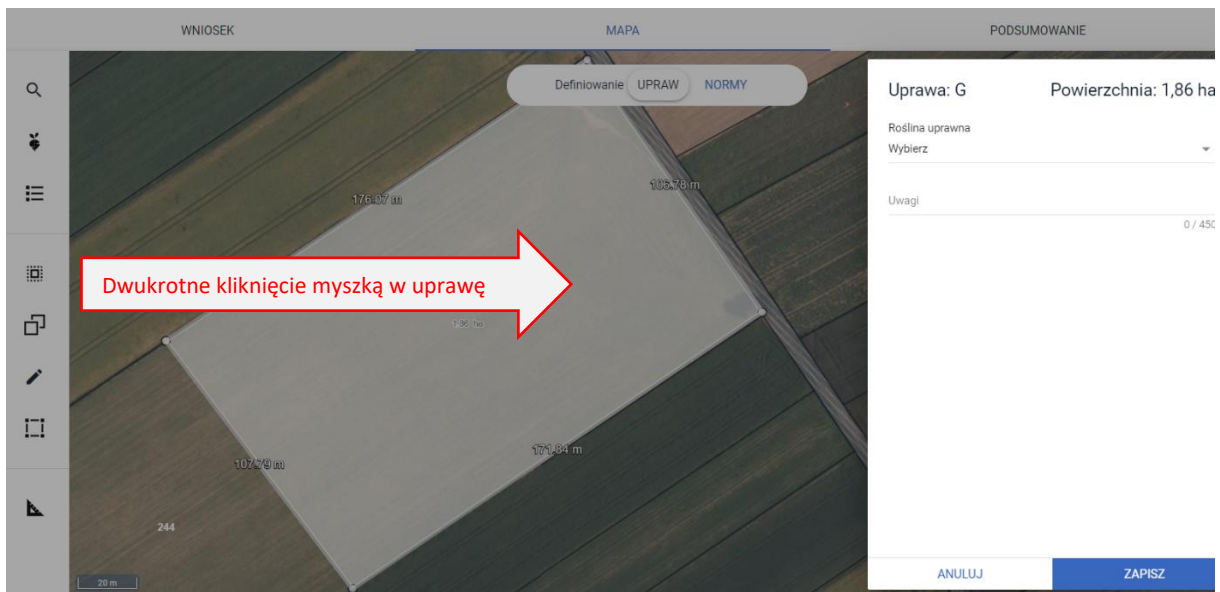 WNIOSEK
MAPA
PODSUMOWANIE
Definiowanie UPRAW NORMY
Uprawa: G
Powierzchnia: 1,86 ha
Roślina uprawna
Wybierz
Uwagi
0 / 450
176.07 m
Dwukrotne kliknięcie myszką w uprawę
1.86 ha
171.84 m
107.79 m
244
20 m
ANULUJ
ZAPISZ